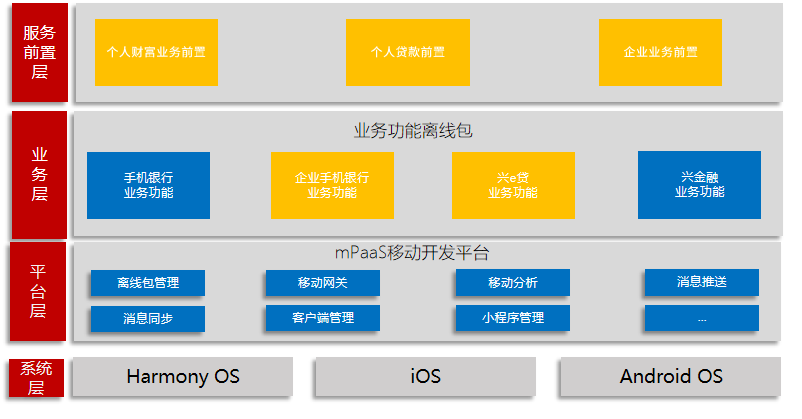 服务
前置
层
个人财富业务前置
个人贷款前置
企业业务前置
业
务
层
业务功能离线包
手机银行
业务功能
企业手机银行
业务功能
兴e贷
业务功能
兴金融
业务功能
平
台
层
mPaaS移动开发平台
离线包管理
移动网关
移动分析
消息推送
消息同步
客户端管理
小程序管理
...
系统
层
Harmony OS
iOS
Android OS